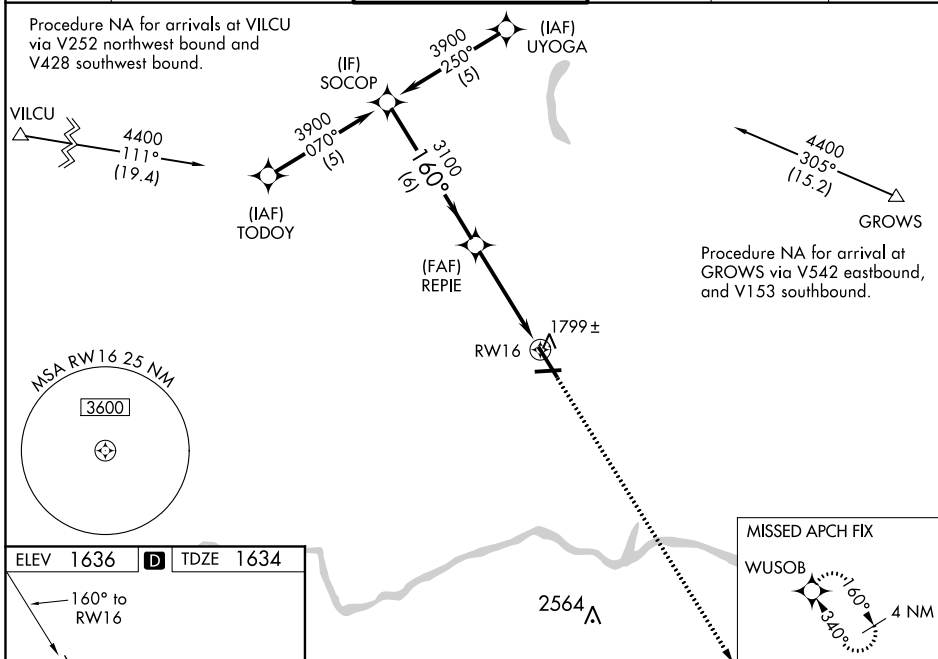 Procedure NA for arrivals at VILCU
via V252 northwest bound and
V428 southwest bound.
(IAF)
UYOGA
3900
250°
(5)
(IF)
SOCOP
VILCU
4400
111°
(19.4)
3900
070°
(5)
(IAF)
TODOY
3100
160°
(6)
4400
305°
(15.2)
GROWS
(FAF)
REPIE
Procedure NA for arrival at
GROWS via V542 eastbound,
and V153 southbound.
1799 ±
RW16
MSA RW16 25 NM
3600
ELEV 1636 D TDZE 1634
160° to
RW16
2564
MISSED APCH FIX
WUSOB
160°
340°
4 NM